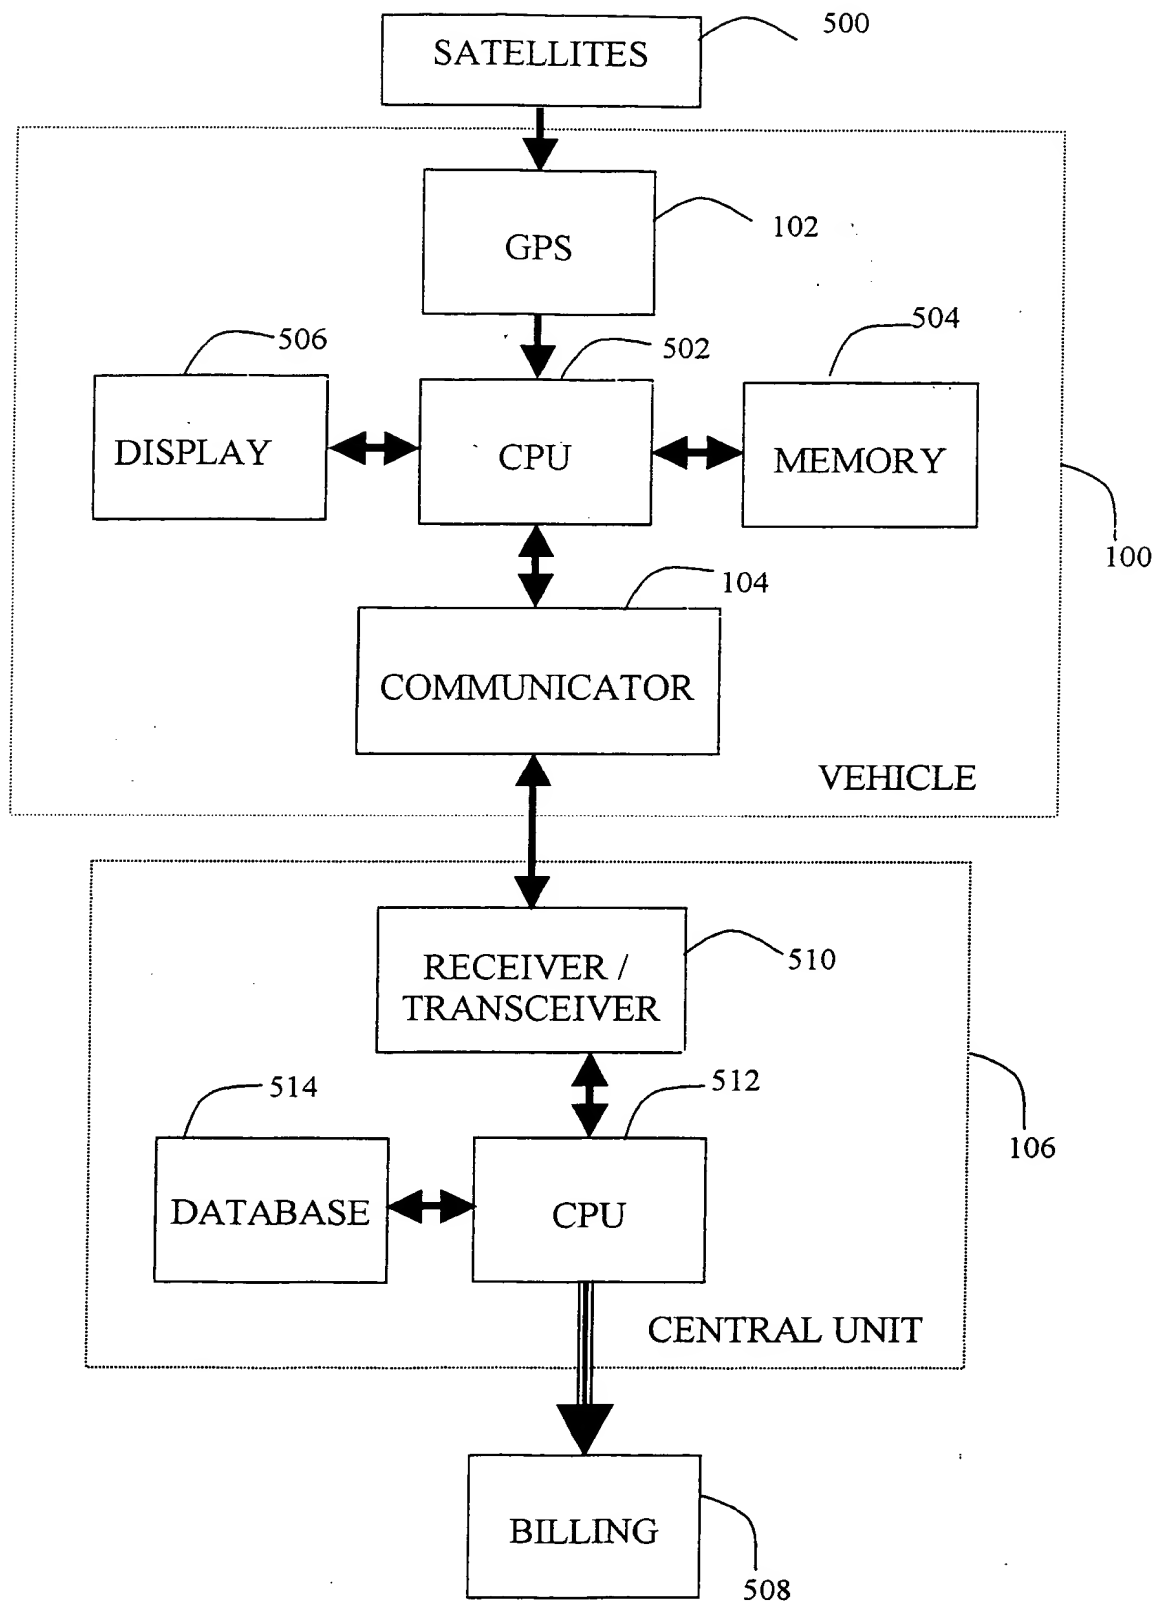 SATELLITES
500
GPS
102
506
502
504
DISPLAY
CPU
MEMORY
100
104
COMMUNICATOR
VEHICLE
RECEIVER /
TRANSCEIVER
510
514
512
106
DATABASE
CPU
CENTRAL UNIT
BILLING
508